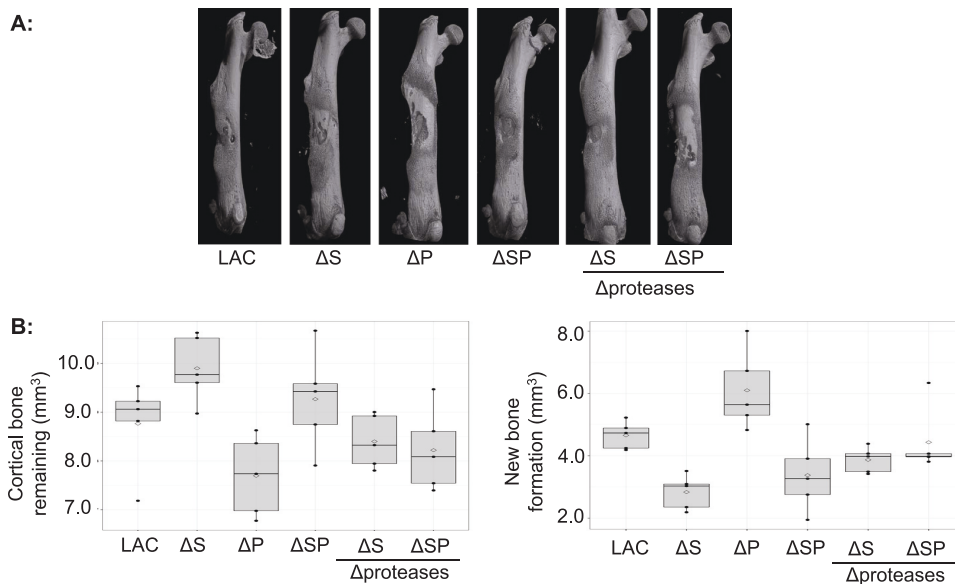 A:
LAC ΔS ΔP ΔSP ΔS ΔSP
Δproteases
B:
Cortical bone
remaining (mm³)
10.0
9.0
8.0
7.0
LAC ΔS ΔP ΔSP ΔS ΔSP
Δproteases
New bone
formation (mm³)
8.0
6.0
4.0
2.0
LAC ΔS ΔP ΔSP ΔS ΔSP
Δproteases